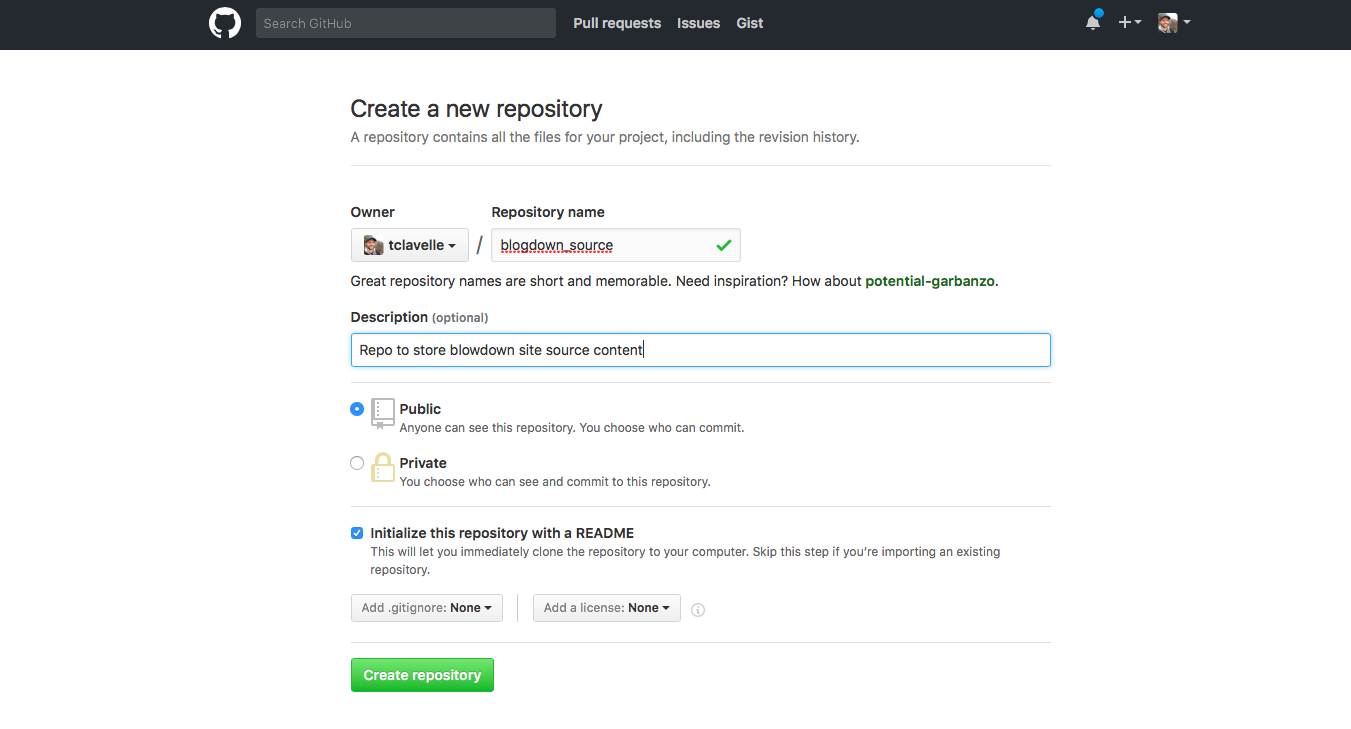 Search GitHub Pull requests Issues Gist
Create a new repository
A repository contains all the files for your project, including the revision history.
Owner Repository name
tclavelle / blogdown_source
Great repository names are short and memorable. Need inspiration? How about potential-garbanzo.
Description (optional)
Repo to store blowdown site source content
Public
Anyone can see this repository. You choose who can commit.
Private
You choose who can see and commit to this repository.
Initialize this repository with a README
This will let you immediately clone the repository to your computer. Skip this step if you’re importing an existing
repository.
Add .gitignore: None Add a license: None
Create repository